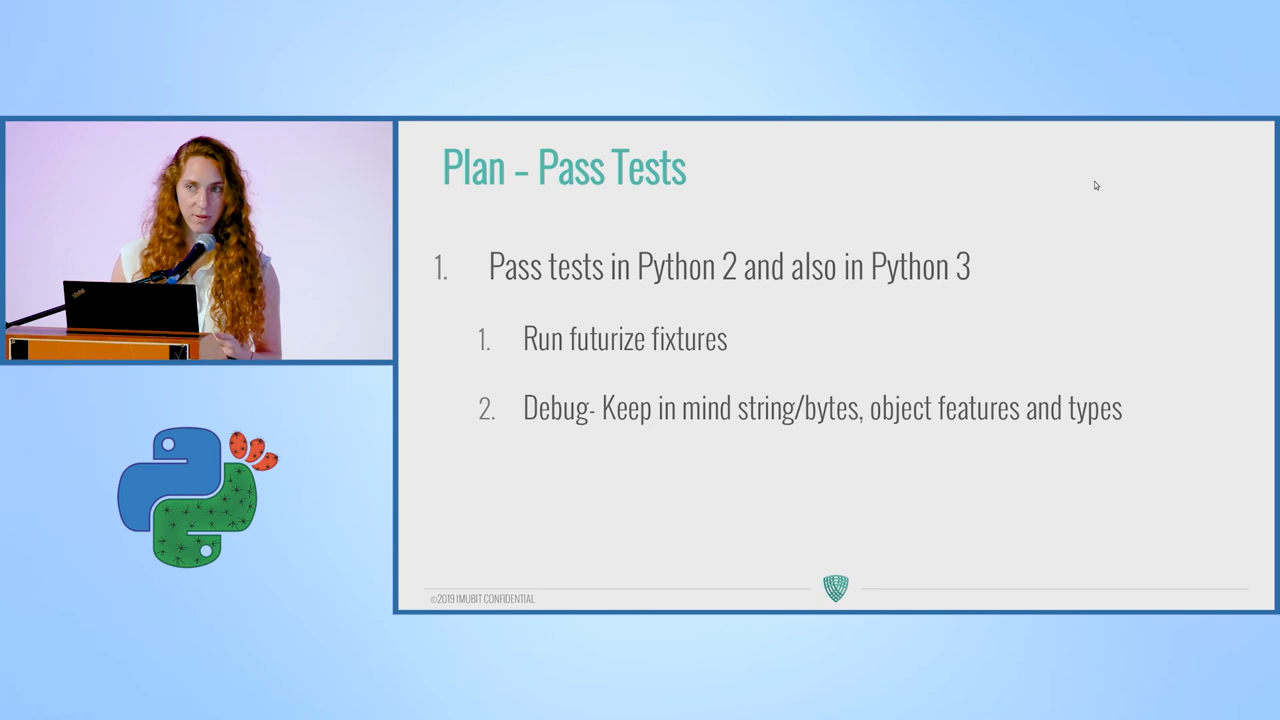 Plan – Pass Tests
1. Pass tests in Python 2 and also in Python 3
1. Run futurize fixtures
2. Debug- Keep in mind string/bytes, object features and types
©2019 IMUBIT CONFIDENTIAL